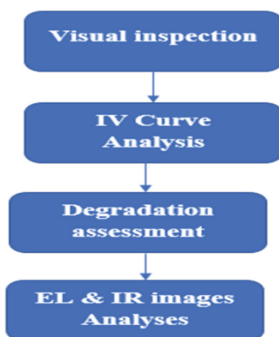 Visual inspection
IV Curve
Analysis
Degradation
assessment
EL & IR images
Analyses